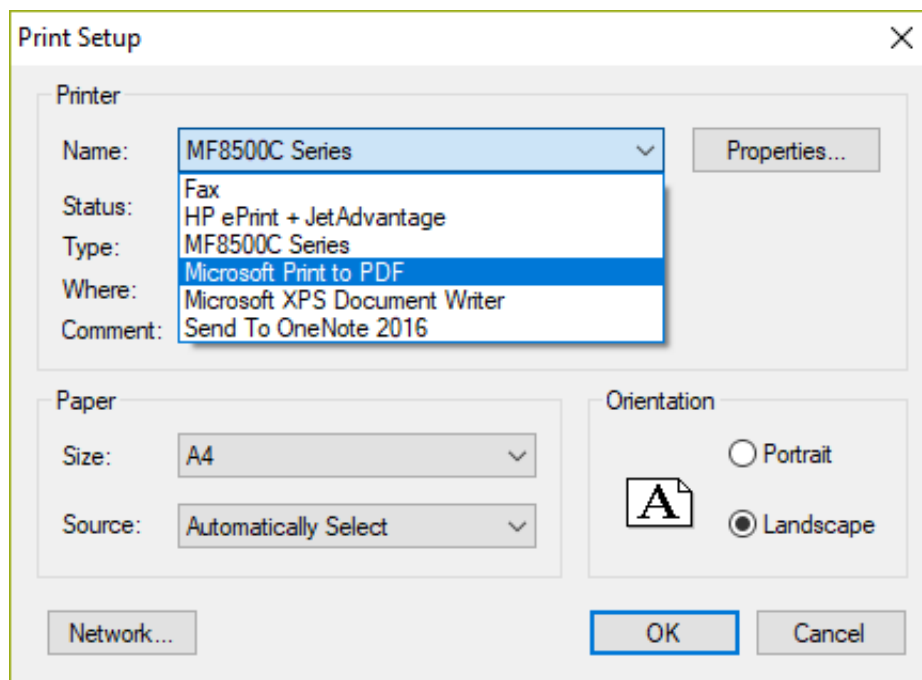 Print Setup
Printer
Name: MF8500C Series Properties...
Fax
HP ePrint + JetAdvantage
MF8500C Series
Microsoft Print to PDF
Microsoft XPS Document Writer
Send To OneNote 2016
Status:
Type:
Where:
Comment:
Paper
Size: A4
Source: Automatically Select
Orientation
A
Portrait
Landscape
Network... OK Cancel